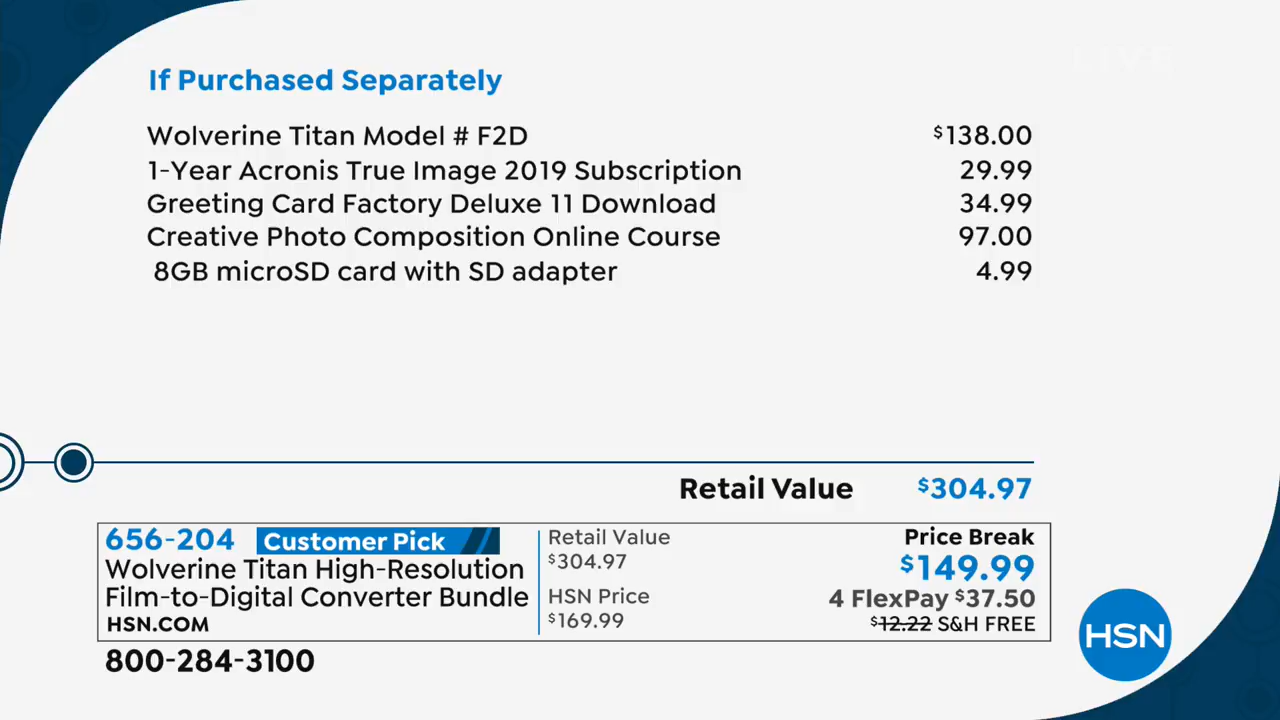 LIVE
If Purchased Separately
Wolverine Titan Model # F2D $138.00
1-Year Acronis True Image 2019 Subscription 29.99
Greeting Card Factory Deluxe 11 Download 34.99
Creative Photo Composition Online Course 97.00
8GB microSD card with SD adapter 4.99
Retail Value $304.97
656-204 Customer Pick
Wolverine Titan High-Resolution
Film-to-Digital Converter Bundle
HSN.COM
Retail Value
$304.97
HSN Price
$169.99
Price Break
$149.99
4 FlexPay $37.50
$12.22 S&H FREE
HSN
800-284-3100